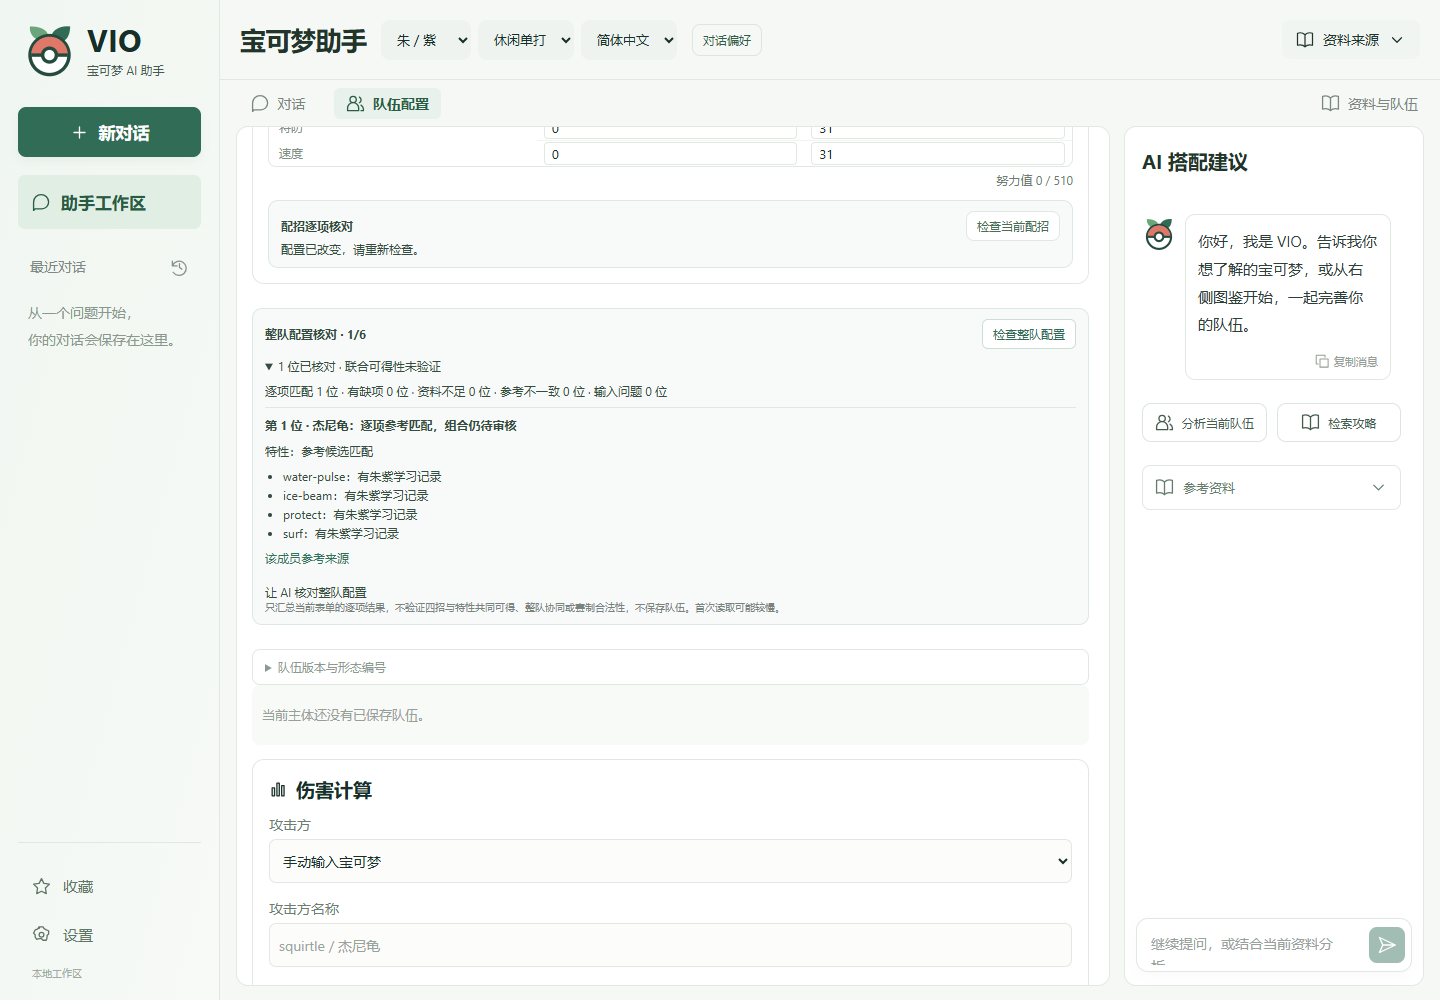 VIO
宝可梦 AI 助手
新对话
助手工作区
最近对话
从一个问题开始，
你的对话会保存在这里。
收藏
设置
本地工作区
宝可梦助手
朱 / 紫
休闲单打
简体中文
对话偏好
资料来源
对话
队伍配置
资料与队伍
特防
0
31
速度
0
31
努力值 0 / 510
配招逐项核对
检查当前配招
配置已改变，请重新检查。
整队配置核对 · 1/6
检查整队配置
▼ 1 位已核对 · 联合可得性未验证
逐项匹配 1 位 · 有缺项 0 位 · 资料不足 0 位 · 参考不一致 0 位 · 输入问题 0 位
第 1 位 · 杰尼龟：逐项参考匹配，组合仍待审核
特性：参考候选匹配
• water-pulse：有朱紫学习记录
• ice-beam：有朱紫学习记录
• protect：有朱紫学习记录
• surf：有朱紫学习记录
该成员参考来源
让 AI 核对整队配置
只汇总当前表单的逐项结果，不验证四招与特性共同可得、整队协同或赛制合法性，不保存队伍。首次读取可能较慢。
▶ 队伍版本与形态编号
当前主体还没有已保存队伍。
伤害计算
攻击方
手动输入宝可梦
攻击方名称
squirtle / 杰尼龟
AI 搭配建议
你好，我是 VIO。告诉我你
想了解的宝可梦，或从右
侧图鉴开始，一起完善你
的队伍。
复制消息
分析当前队伍
检索攻略
参考资料
继续提问，或结合当前资料分
析